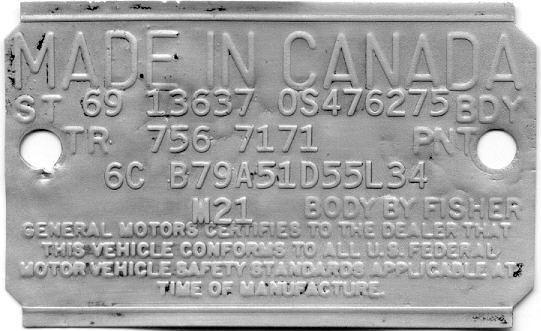 MADE IN CANADA
ST 69 13637 OS476275 BDY
TR 756 7171 PNT
6C B79A51D55L34
M21 BODY BY FISHER
GENERAL MOTORS CERTIFIES TO THE DEALER THAT
THIS VEHICLE CONFORMS TO ALL U.S. FEDERAL
MOTOR VEHICLE SAFETY STANDARDS APPLICABLE AT
TIME OF MANUFACTURE.